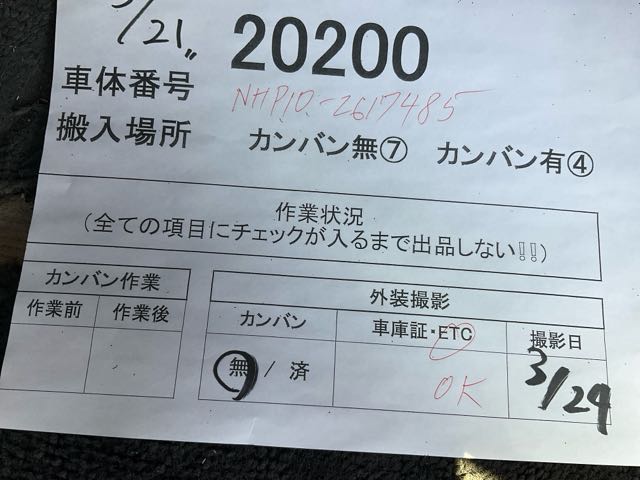 3/21 〃
20200
車体番号
NHP10-2617485
搬入場所 カンバン無⑦ カンバン有④
作業状況
(全ての項目にチェックが入るまで出品しない!!)
カンバン作業
作業前 作業後
外装撮影
カンバン 車庫証・ETC 撮影日
無 / 済 OK 3/29